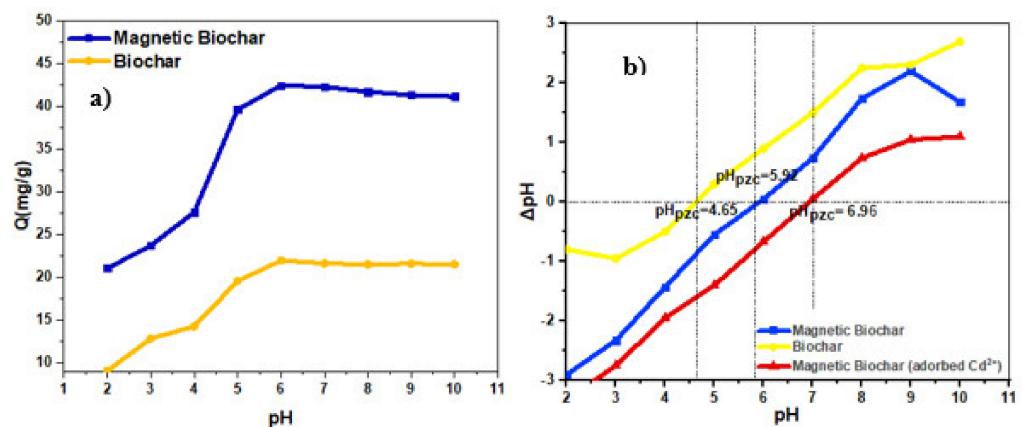 50
45
40
35
30
25
20
15
10
Q(mg/g)
Magnetic Biochar
Biochar
a)
1 2 3 4 5 6 7 8 9 10 11
pH
3
2
1
0
-1
-2
-3
ΔpH
b)
pHpzc=5.92
pHpzc=4.65
pHpzc=6.96
Magnetic Biochar
Biochar
Magnetic Biochar (adorbed Cd²⁺)
2 3 4 5 6 7 8 9 10 11
pH